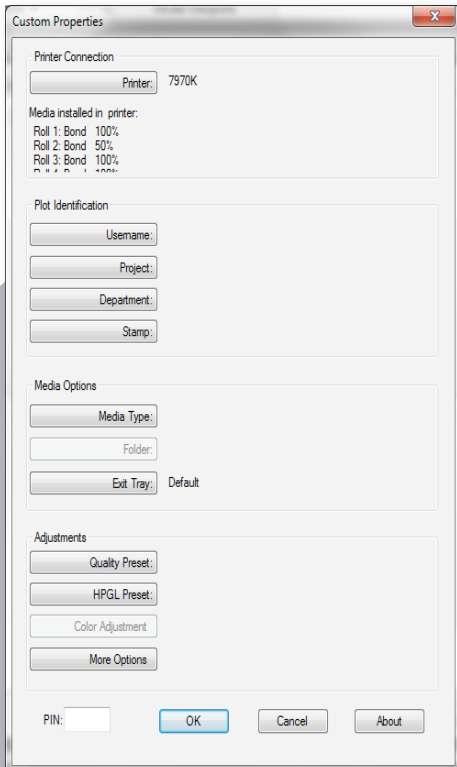 Custom Properties
Printer Connection
Printer: 7970K
Media installed in printer:
Roll 1: Bond 100%
Roll 2: Bond 50%
Roll 3: Bond 100%
Plot Identification
Username:
Project:
Department:
Stamp:
Media Options
Media Type:
Folder:
Exit Tray: Default
Adjustments
Quality Preset:
HPGL Preset:
Color Adjustment
More Options
PIN: OK Cancel About